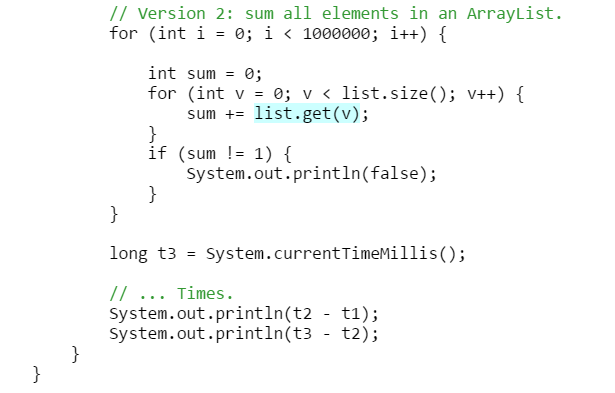 // Version 2: sum all elements in an ArrayList.
for (int i = 0; i < 1000000; i++) {
int sum = 0;
for (int v = 0; v < list.size(); v++) {
sum += list.get(v);
}
if (sum != 1) {
System.out.println(false);
}
}
long t3 = System.currentTimeMillis();
// ... Times.
System.out.println(t2 - t1);
System.out.println(t3 - t2);
}
}